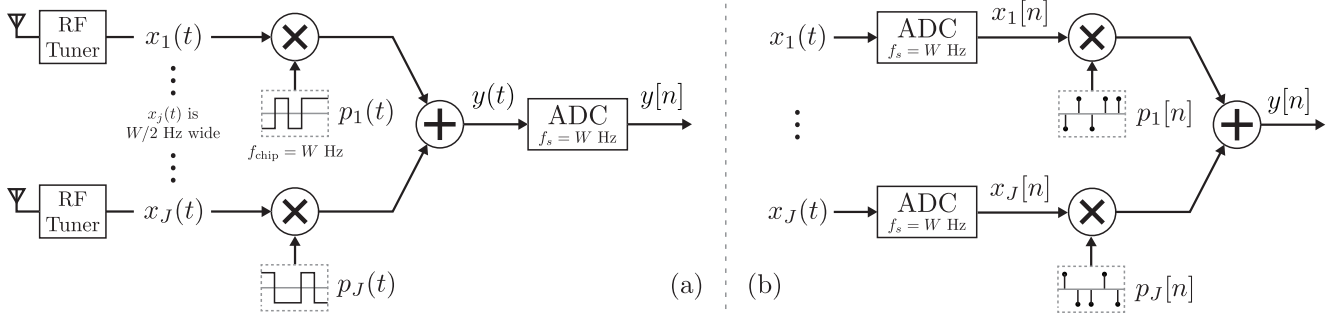 RF
Tuner
x_1(t)
x_j(t) is
W/2 Hz wide
p_1(t)
f_chip = W Hz
y(t)
ADC
f_s = W Hz
y[n]
RF
Tuner
x_J(t)
p_J(t)
(a)
x_1(t)
ADC
f_s = W Hz
x_1[n]
p_1[n]
y[n]
x_J(t)
ADC
f_s = W Hz
x_J[n]
p_J[n]
(b)